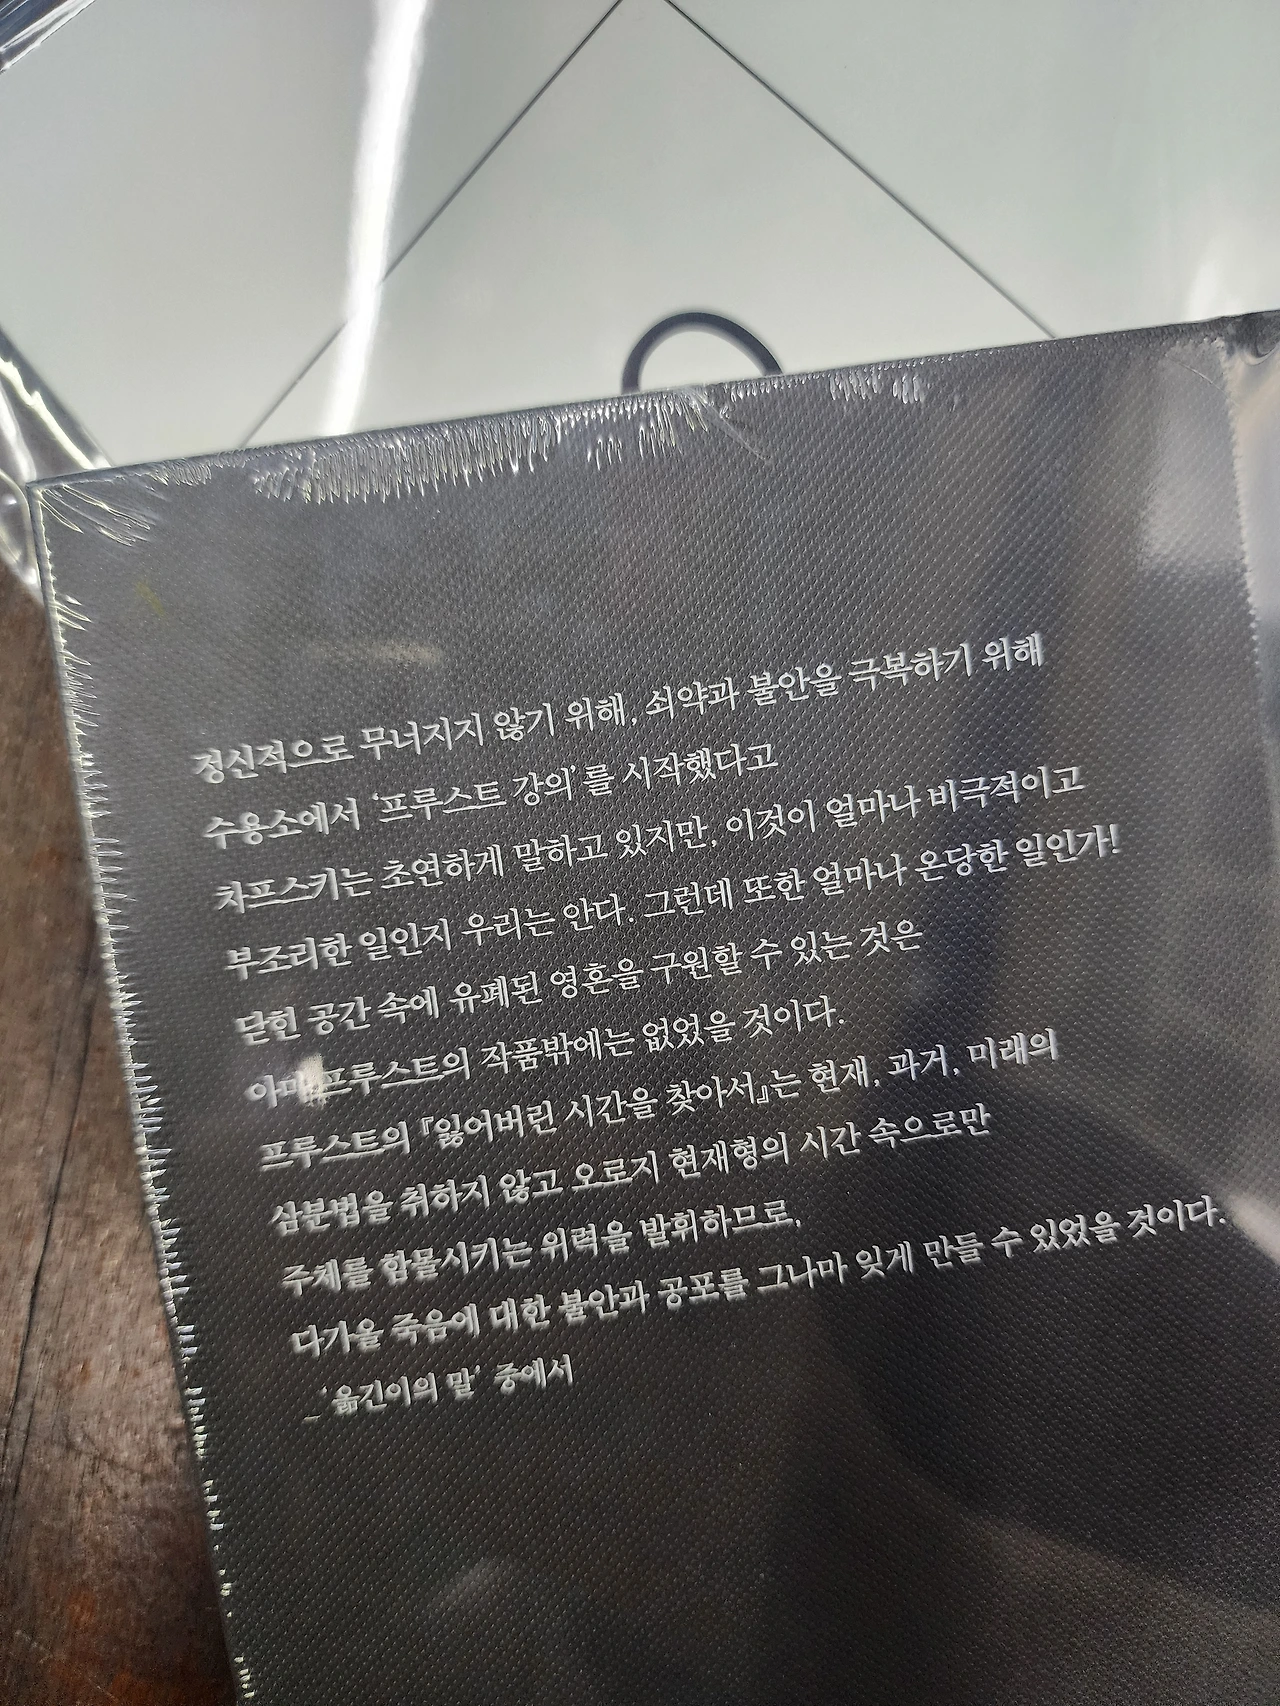 정신적으로 무너지지 않기 위해, 쇠약과 불안을 극복하기 위해
수용소에서 ‘프루스트 강의’를 시작했다고
차프스키는 초연하게 말하고 있지만, 이것이 얼마나 비극적이고
부조리한 일인지 우리는 안다. 그런데 또한 얼마나 온당한 일인가!
닫힌 공간 속에 유폐된 영혼을 구원할 수 있는 것은
아마 프루스트의 작품밖에는 없었을 것이다.
프루스트의 『잃어버린 시간을 찾아서』는 현재, 과거, 미래의
삼분법을 취하지 않고 오로지 현재형의 시간 속으로만
주체를 함몰시키는 위력을 발휘하므로,
다가올 죽음에 대한 불안과 공포를 그나마 잊게 만들 수 있었을 것이다.
_‘옮긴이의 말’ 중에서